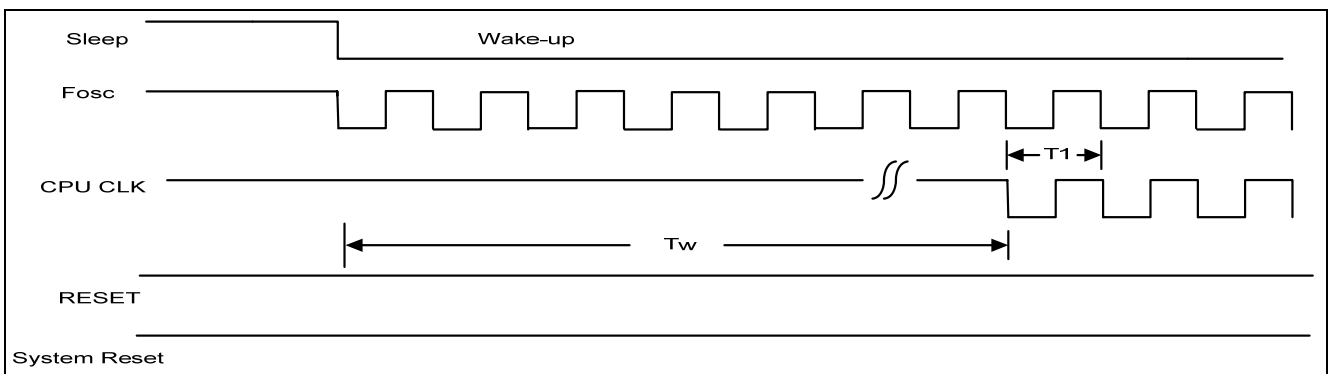 Sleep
Wake-up
Fosc
T1
CPU CLK
Tw
RESET
System Reset